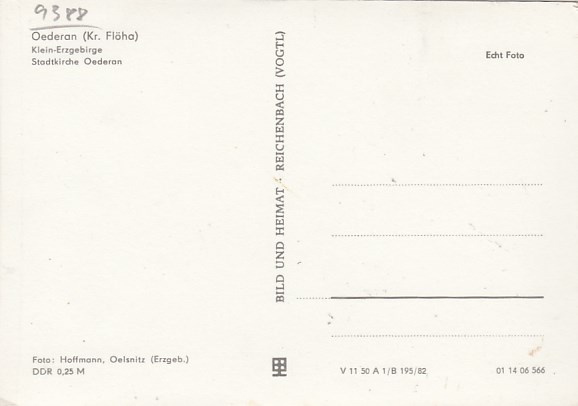 9388
Oederan (Kr. Flöha)
Klein-Erzgebirge
Stadtkirche Oederan
BILD UND HEIMAT · REICHENBACH (VOGTL)
Echt Foto
Foto: Hoffmann, Oelsnitz (Erzgeb.)
DDR 0,25 M
V 11 50 A 1/B 195/82
01 14 06 566